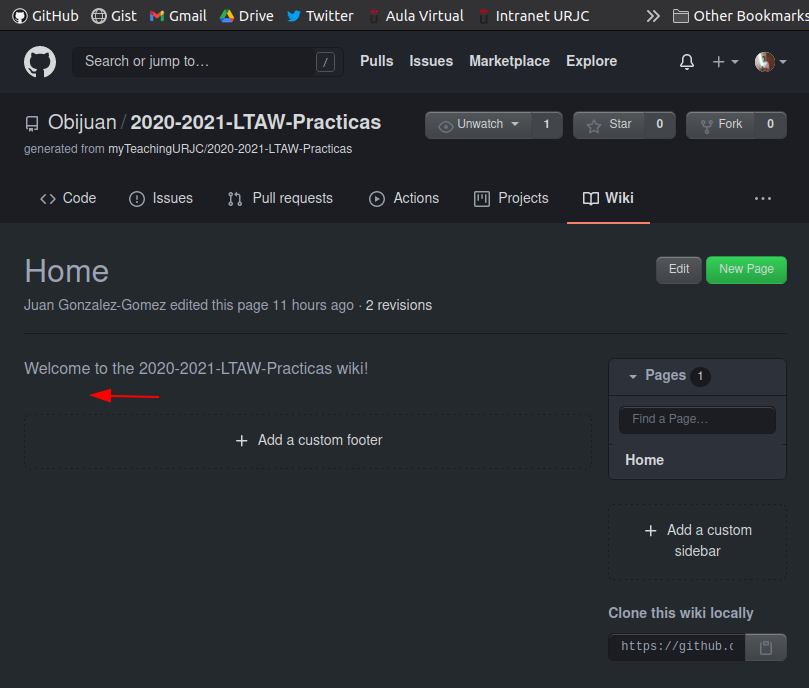 GitHub Gist Gmail Drive Twitter Aula Virtual Intranet URJC Other Bookmarks
Search or jump to… / Pulls Issues Marketplace Explore
Obijuan / 2020-2021-LTAW-Practicas Unwatch 1 Star 0 Fork 0
generated from myTeachingURJC/2020-2021-LTAW-Practicas
Code Issues Pull requests Actions Projects Wiki
Home Edit New Page
Juan Gonzalez-Gomez edited this page 11 hours ago · 2 revisions
Welcome to the 2020-2021-LTAW-Practicas wiki!
Pages 1
Find a Page…
Home
Add a custom footer
Add a custom
sidebar
Clone this wiki locally
https://github.c